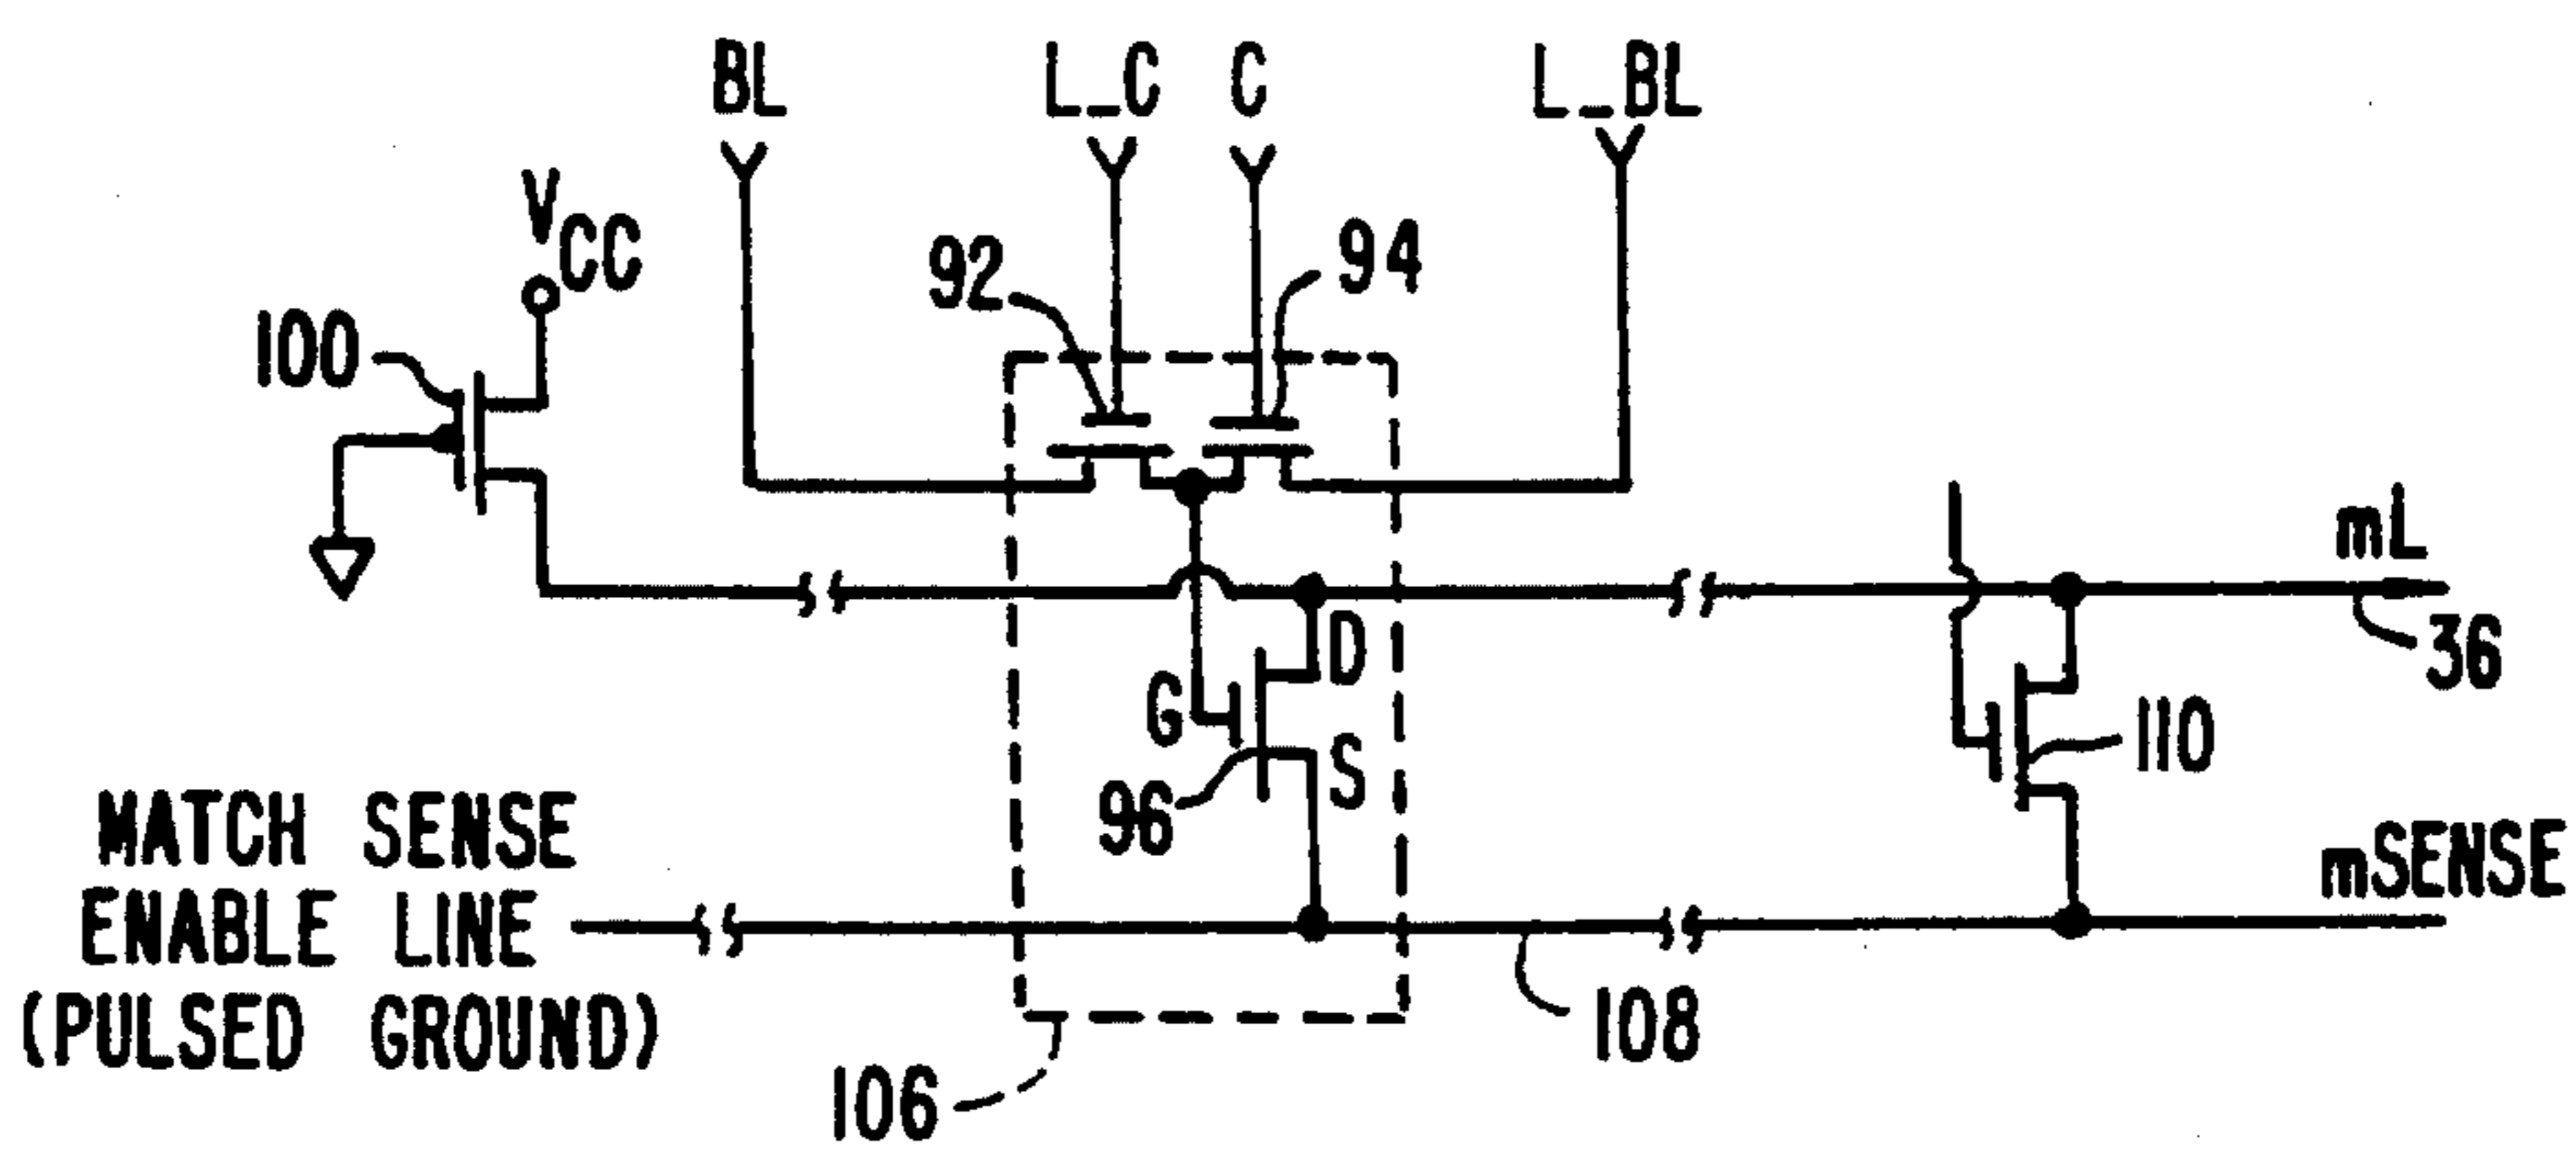 BL L_C C L_BL
VCC
92 94
100
mL
D
36
G
110
S
96
MATCH SENSE
ENABLE LINE
(PULSED GROUND)
mSENSE
108
106